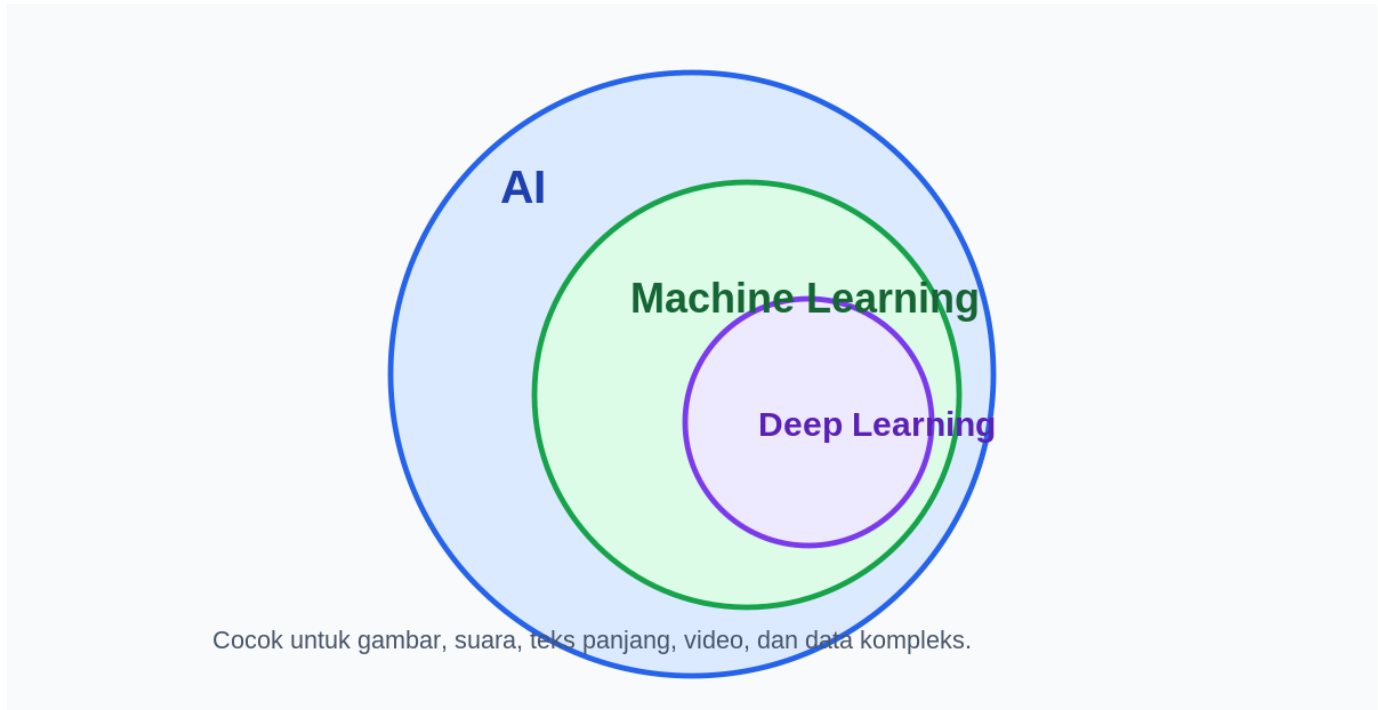 AI
Machine Learning
Deep Learning
Cocok untuk gambar, suara, teks panjang, video, dan data kompleks.